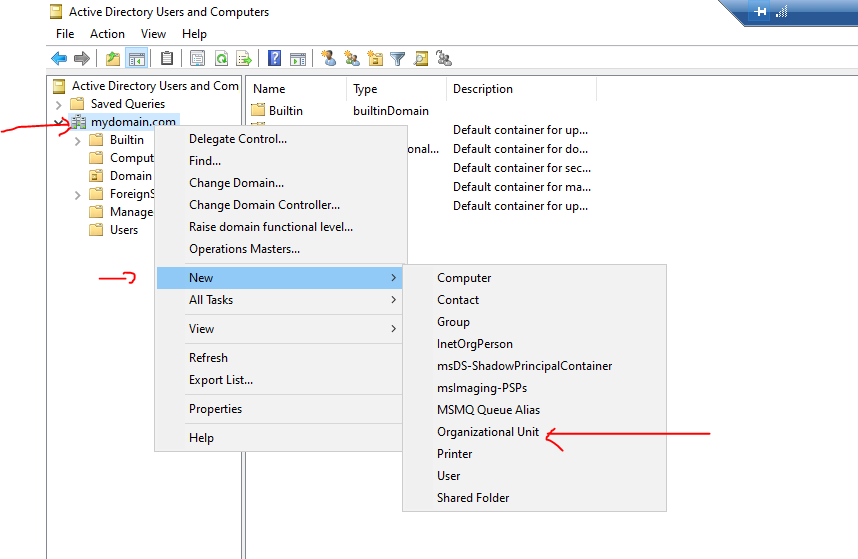 Active Directory Users and Computers
File Action View Help
Active Directory Users and Com
Saved Queries
mydomain.com
Builtin
Comput
Domain
ForeignS
Manage
Users
Name Type Description
Builtin builtinDomain
Default container for up...
onal... Default container for do...
Default container for sec...
Default container for ma...
Default container for up...
Delegate Control...
Find...
Change Domain...
Change Domain Controller...
Raise domain functional level...
Operations Masters...
New
All Tasks
View
Refresh
Export List...
Properties
Help
Computer
Contact
Group
InetOrgPerson
msDS-ShadowPrincipalContainer
msImaging-PSPs
MSMQ Queue Alias
Organizational Unit
Printer
User
Shared Folder